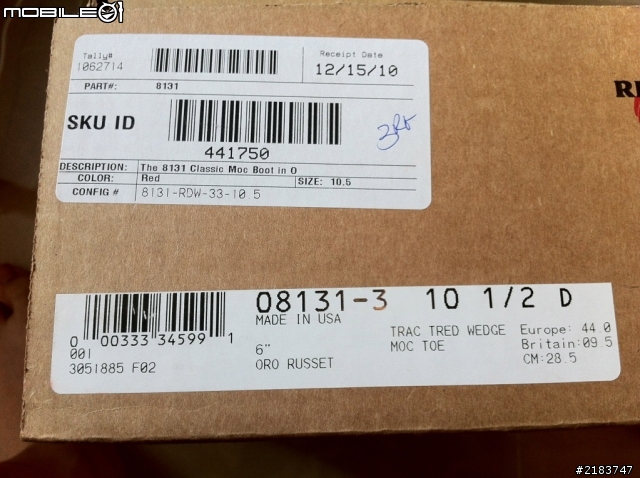 MOBILE01
Tally#
1062714
Receipt Date
12/15/10
PART#: 8131
SKU ID
441750
DESCRIPTION: The 8131 Classic Moc Boot in O
COLOR: Red SIZE: 10.5
CONFIG # 8131-RDW-33-10.5
08131-3 10 1/2 D
MADE IN USA
0 00333 34599 1
001
3051885 F02
6"
ORO RUSSET
TRAC TRED WEDGE
MOC TOE
Europe: 44.0
Britain:09.5
CM:28.5
#2183747